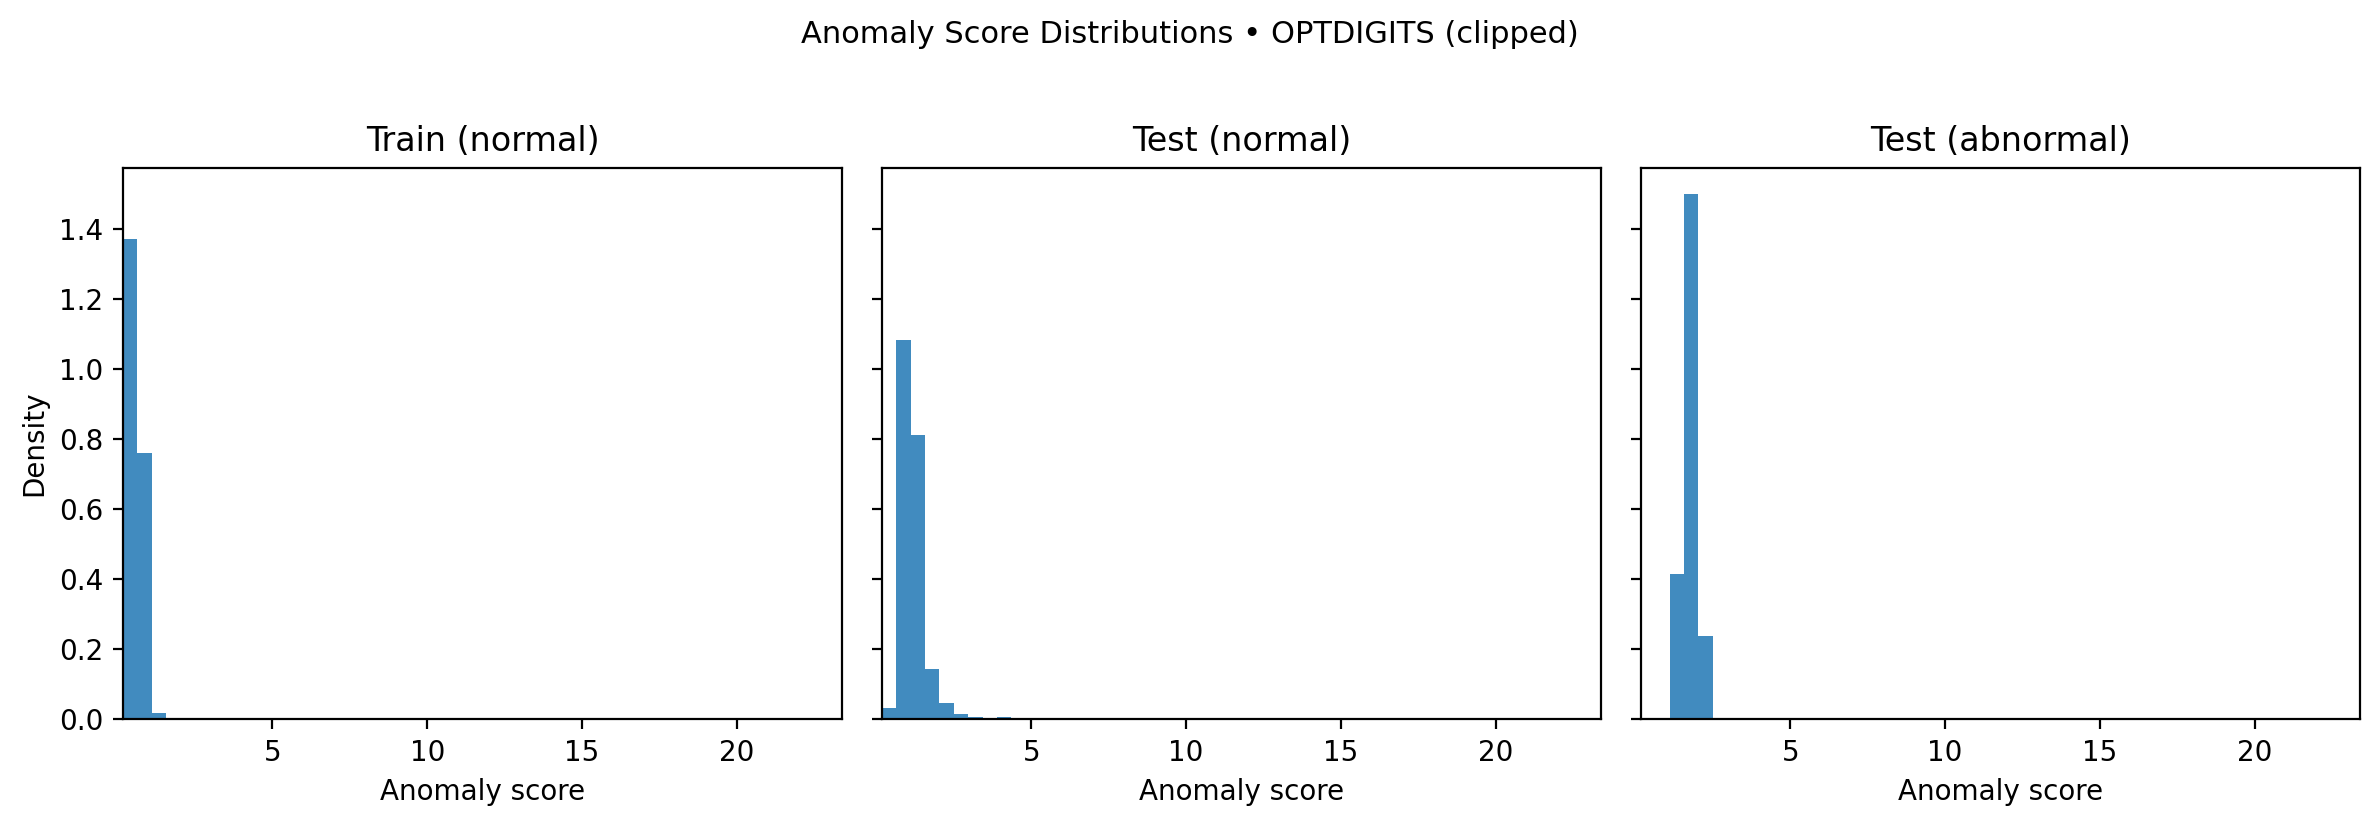 Anomaly Score Distributions • OPTDIGITS (clipped)
Train (normal)
Test (normal)
Test (abnormal)
Density
1.4
1.2
1.0
0.8
0.6
0.4
0.2
0.0
5 10 15 20
5 10 15 20
5 10 15 20
Anomaly score
Anomaly score
Anomaly score